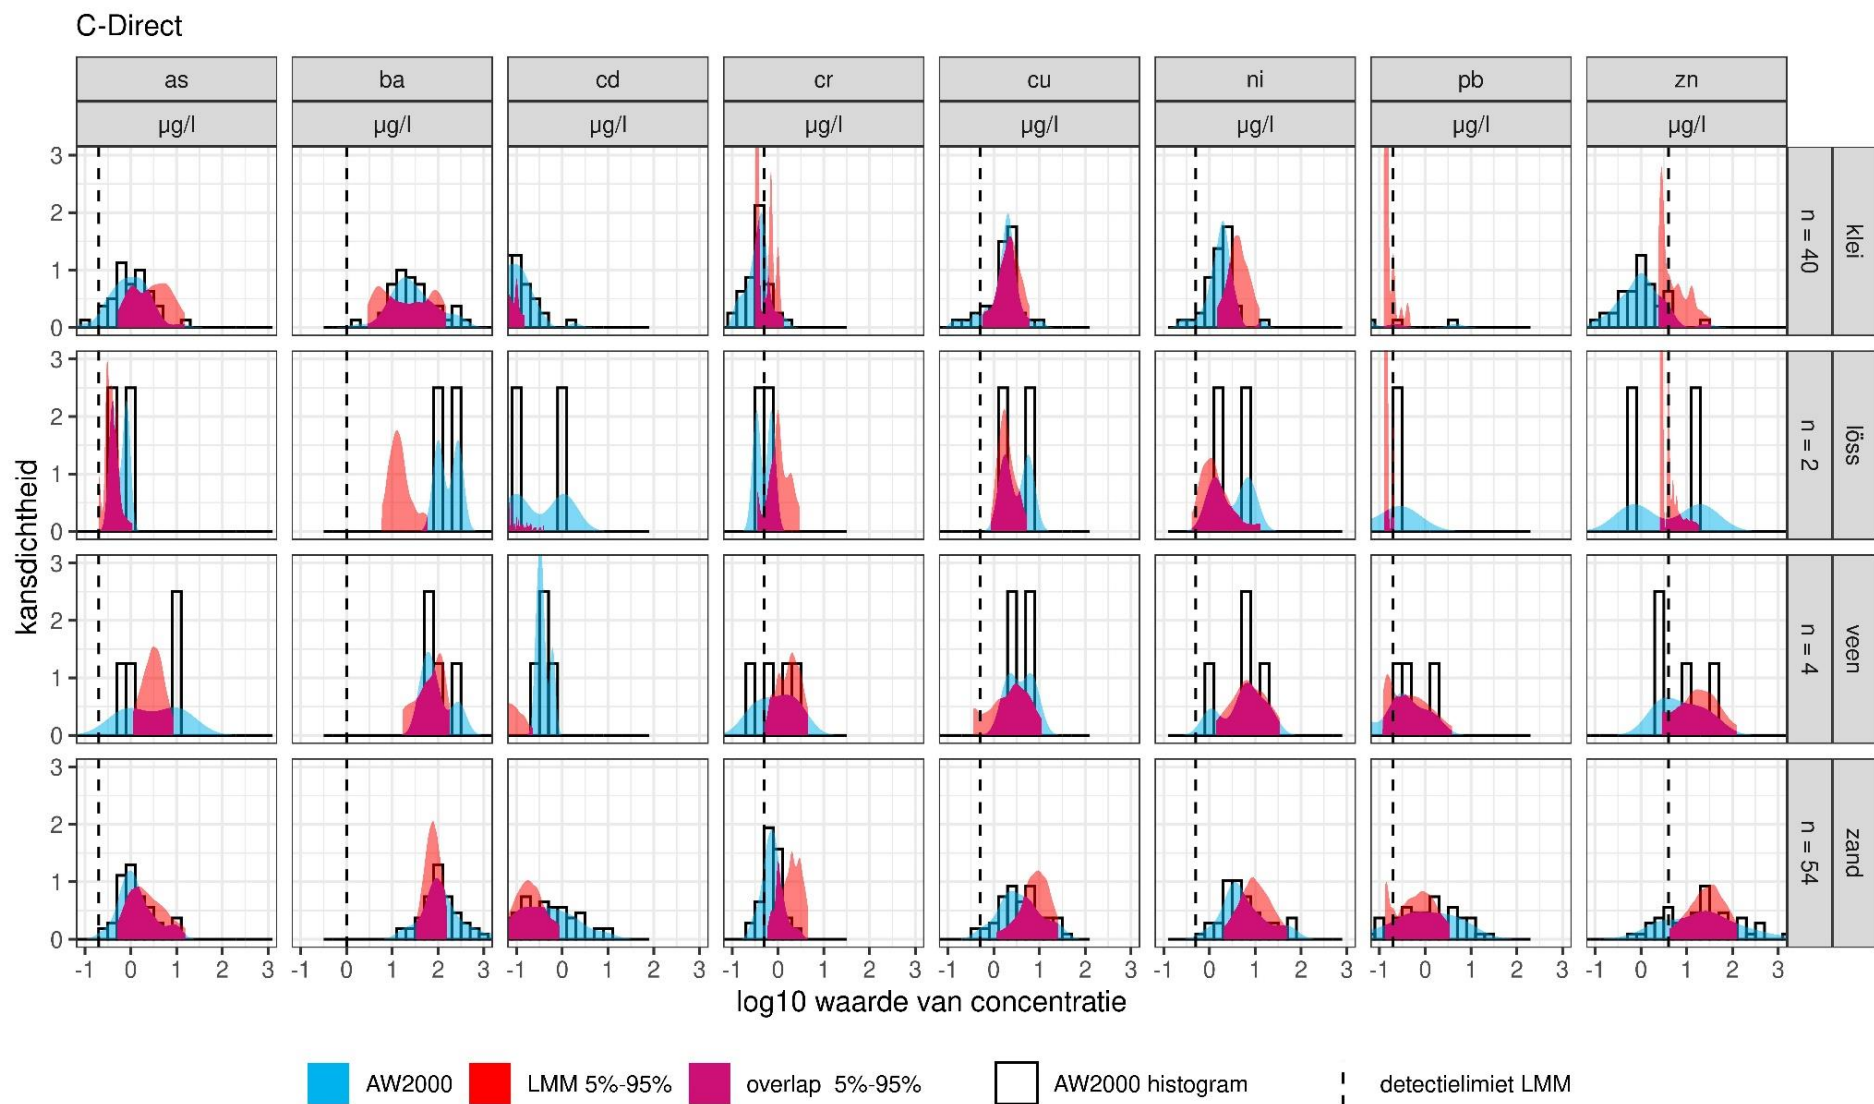 C-Direct
as ba cd cr cu ni pb zn
µg/l µg/l µg/l µg/l µg/l µg/l µg/l µg/l
3
2
1
0
n = 40
klei
3
2
1
0
n = 2
löss
3
2
1
0
n = 4
veen
3
2
1
0
n = 54
zand
kansdichtheid
-1 0 1 2 3 -1 0 1 2 3 -1 0 1 2 3 -1 0 1 2 3 -1 0 1 2 3 -1 0 1 2 3 -1 0 1 2 3 -1 0 1 2 3
log10 waarde van concentratie
AW2000 LMM 5%-95% overlap 5%-95% AW2000 histogram detectielimiet LMM